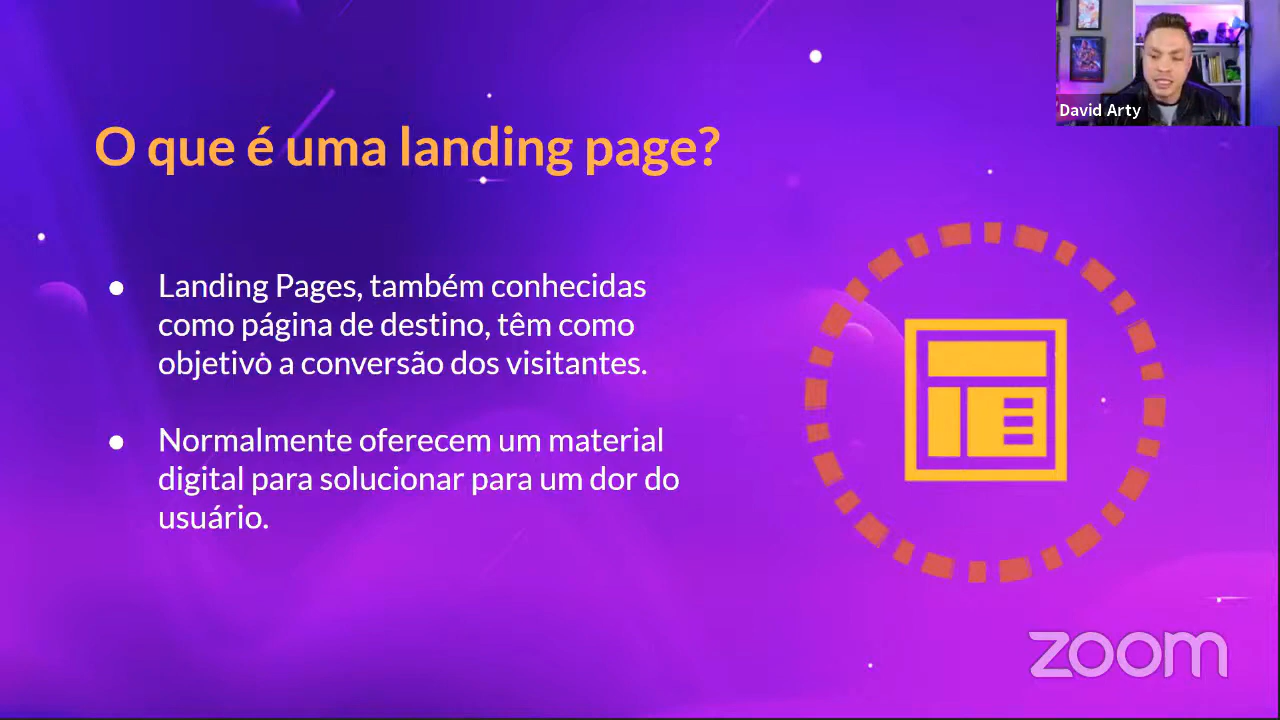 David Arty
O que é uma landing page?
● Landing Pages, também conhecidas
como página de destino, têm como
objetivo a conversão dos visitantes.
● Normalmente oferecem um material
digital para solucionar para um dor do
usuário.
zoom